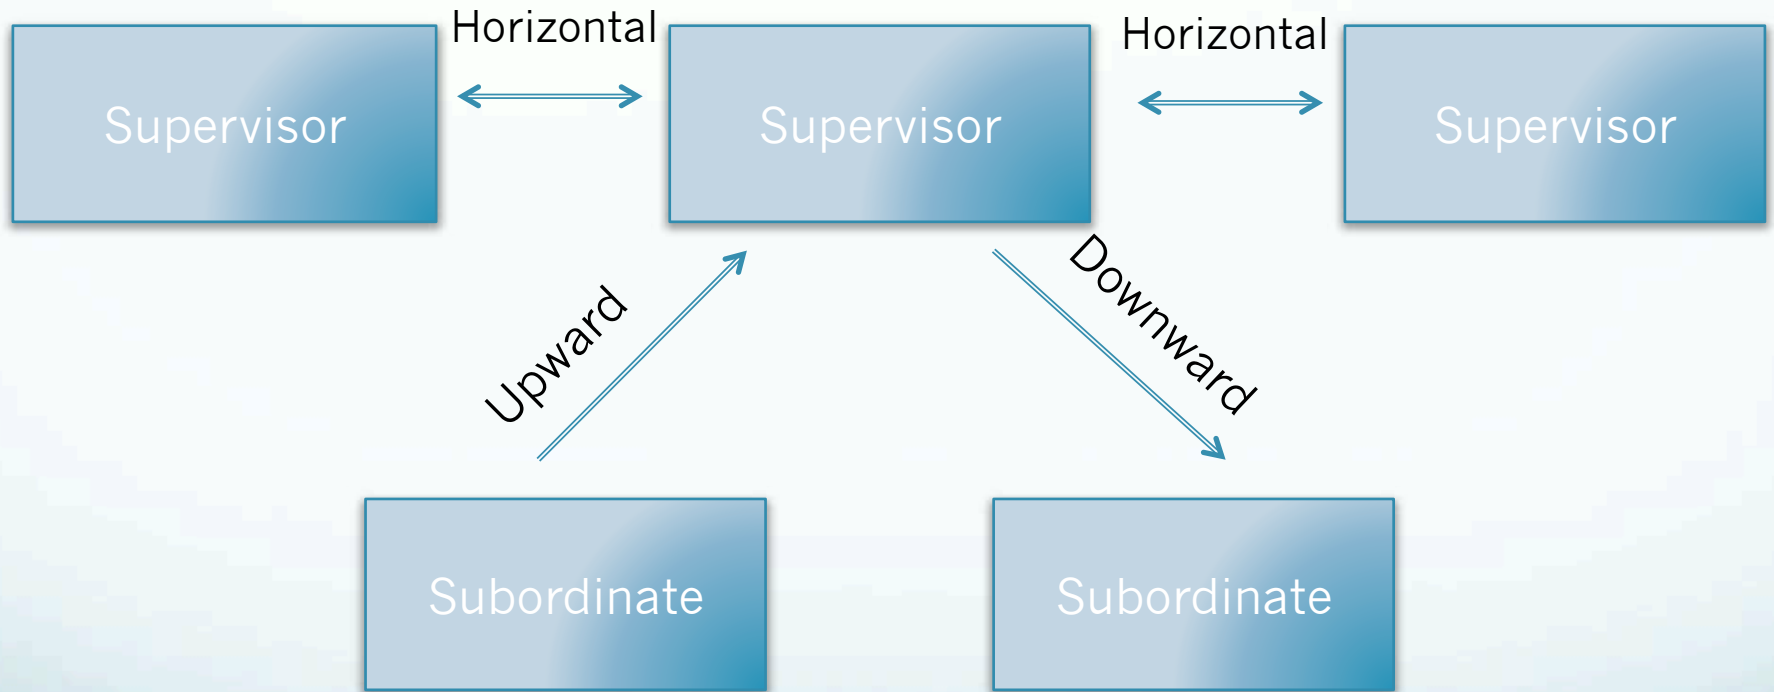 Horizontal
Horizontal
Supervisor
Supervisor
Supervisor
Upward
Downward
Subordinate
Subordinate